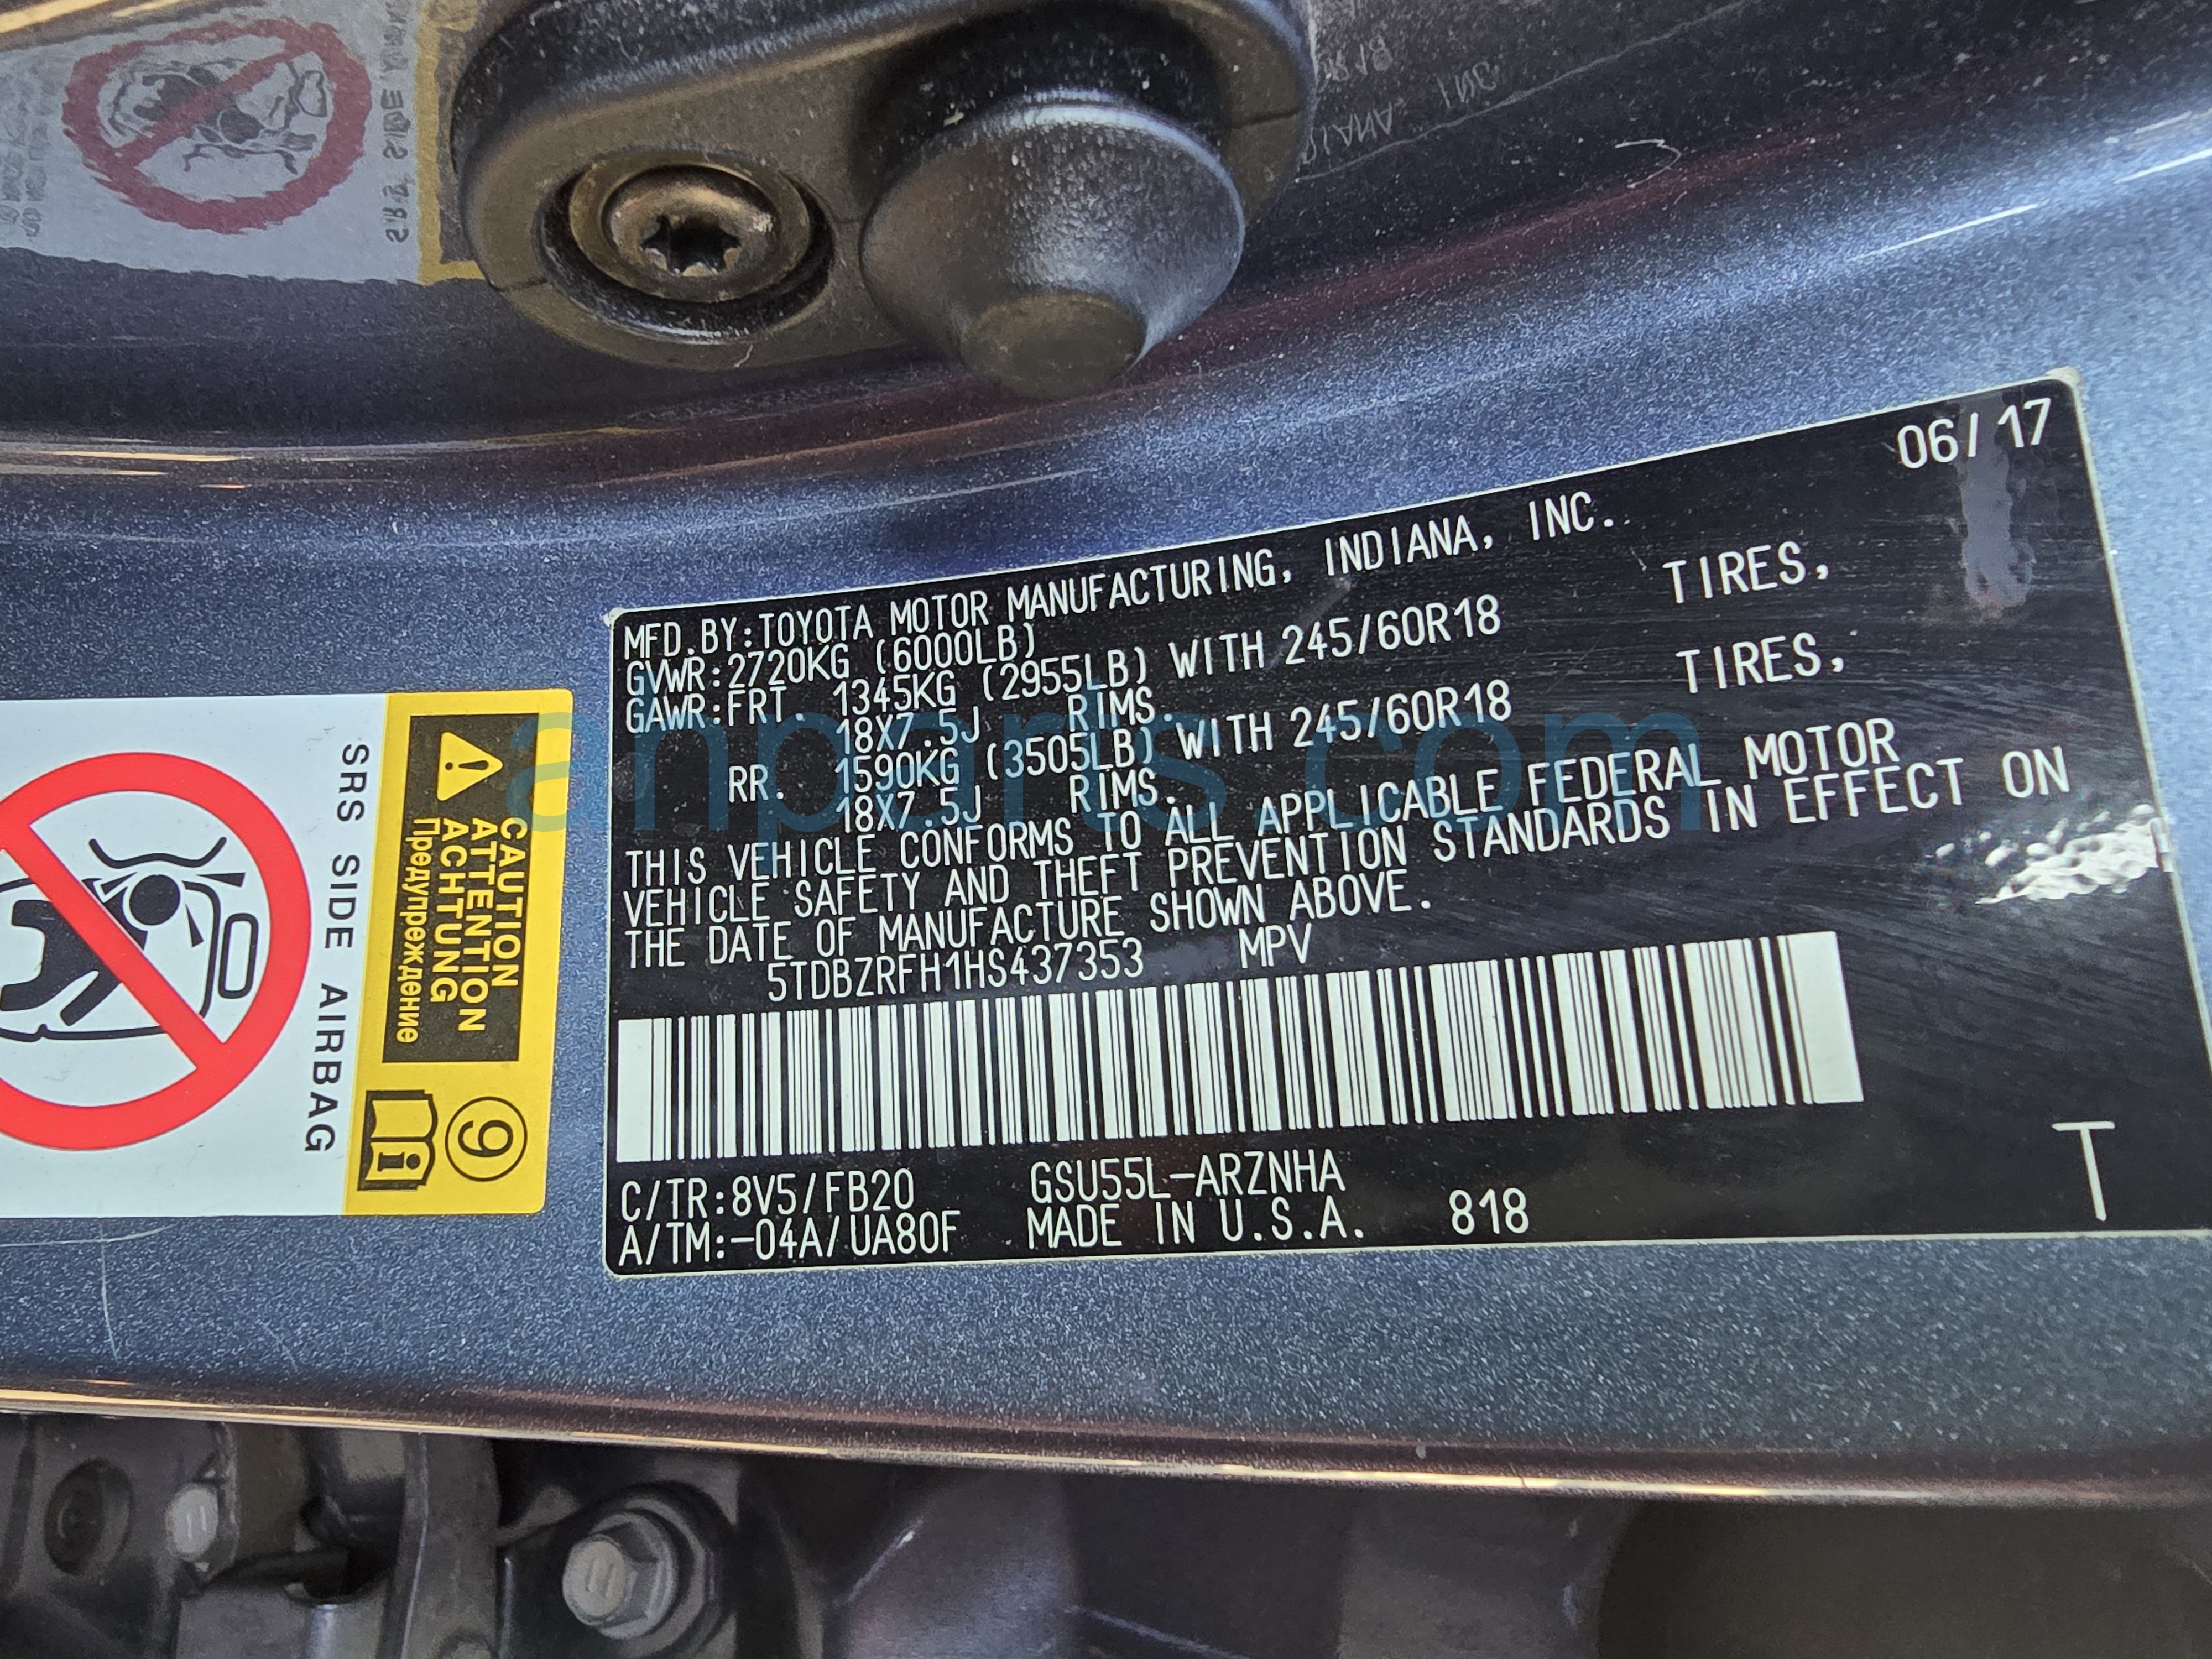 06/17
MFD.BY:TOYOTA MOTOR MANUFACTURING, INDIANA, INC.
GVWR:2720KG (6000LB)
GAWR:FRT. 1345KG (2955LB) WITH 245/60R18 TIRES,
18X7.5J RIMS.
RR. 1590KG (3505LB) WITH 245/60R18 TIRES,
18X7.5J RIMS.
THIS VEHICLE CONFORMS TO ALL APPLICABLE FEDERAL MOTOR
VEHICLE SAFETY AND THEFT PREVENTION STANDARDS IN EFFECT ON
THE DATE OF MANUFACTURE SHOWN ABOVE.
5TDBZRFH1HS437353 MPV
C/TR:8V5/FB20 GSU55L-ARZNHA
A/TM:-04A/UA80F MADE IN U.S.A. 818
T
CAUTION
ATTENTION
ACHTUNG
Предупреждение
9
SRS SIDE AIRBAG
anparts.com